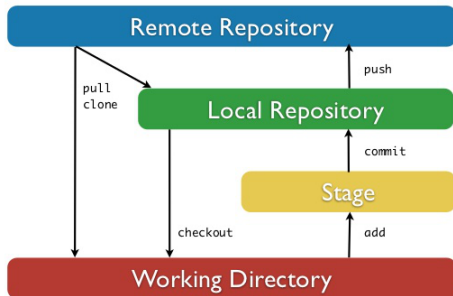 Remote Repository
pull
clone
push
Local Repository
commit
Stage
checkout
add
Working Directory